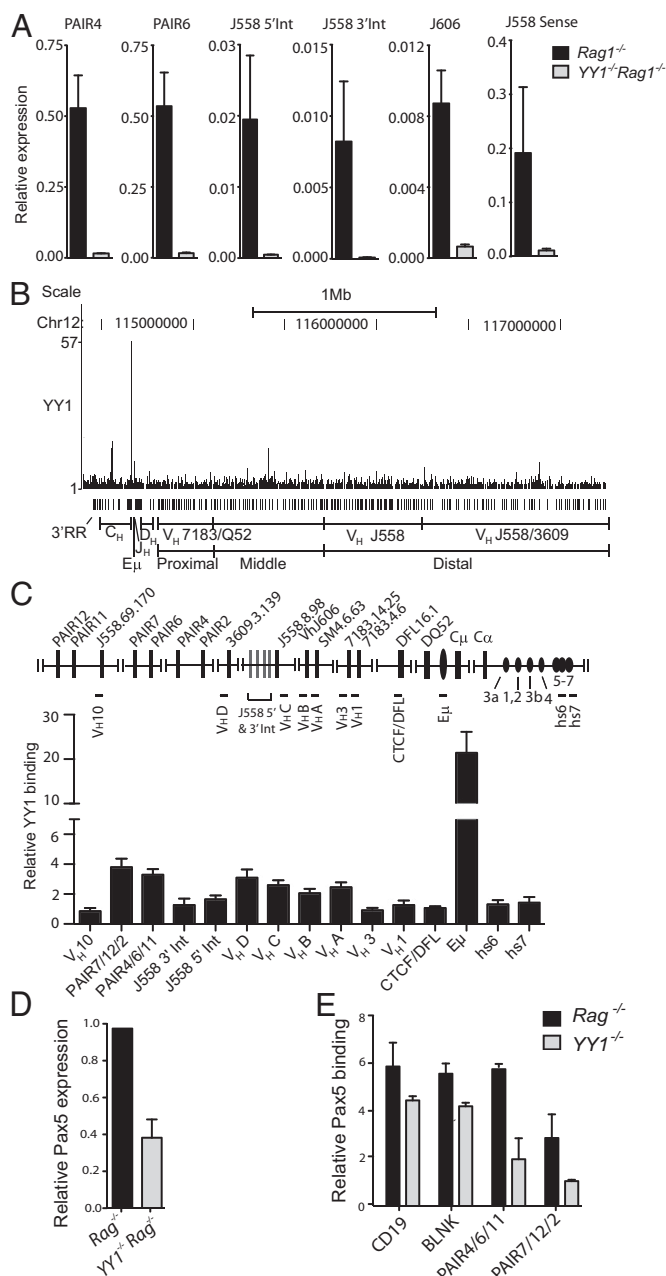 A
PAIR4
PAIR6
J558 5'Int
J558 3'Int
J606
J558 Sense
Relative expression
0.75
0.50
0.25
0.00
0.75
0.50
0.25
0.00
0.03
0.02
0.01
0.00
0.015
0.010
0.005
0.000
0.012
0.008
0.004
0.000
0.4
0.3
0.2
0.1
0.0
Rag1-/-
YY1-/-Rag1-/-
B
Scale
1Mb
Chr12: 115000000 116000000 117000000
57
YY1
1
3'RR CH DH VH 7183/Q52 VH J558 VH J558/3609
JH
Eμ Proximal Middle Distal
C
PAIR12
PAIR11
J558.69.170
PAIR7
PAIR6
PAIR4
PAIR2
3609.3.139
J558.8.98
VhJ606
SM4.6.63
7183.14.25
7183.4.6
DFL16.1
DQ52
Cμ
Cα
3a 1,2 3b 4 5-7
VH10
VHD
J558 5' & 3' Int
VHC
VHB
VHA
VH3
VH1
CTCF/DFL
Eμ
hs6
hs7
Relative YY1 binding
30
20
10
6
4
2
0
VH10
PAIR7/12/2
PAIR4/6/11
J558 3' Int
J558 5' Int
VH D
VH C
VH B
VH A
VH 3
VH 1
CTCF/DFL
Eμ
hs6
hs7
D
Relative Pax5 expression
1.0
0.8
0.6
0.4
0.2
0.0
Rag-/-
YY1-/- Rag-/-
E
Relative Pax5 binding
8
6
4
2
0
Rag -/-
YY1-/-
CD19
BLNK
PAIR4/6/11
PAIR7/12/2